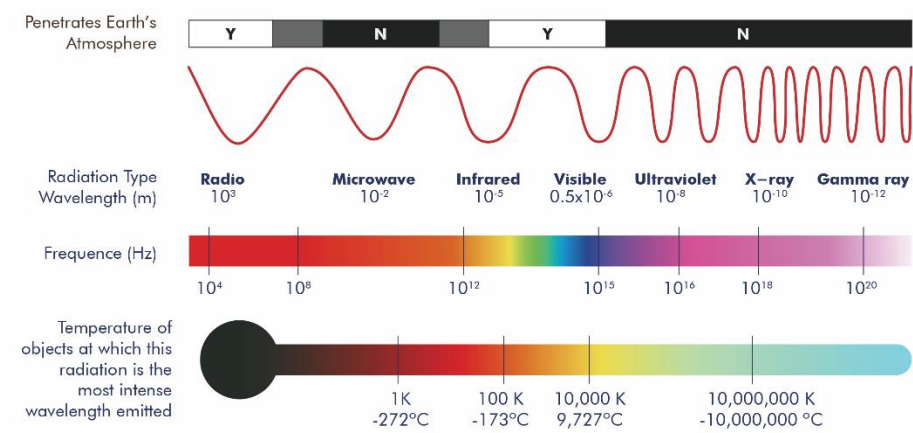 Penetrates Earth's
Atmosphere
Y N Y N
Radiation Type
Wavelength (m)
Radio Microwave Infrared Visible Ultraviolet X–ray Gamma ray
10³ 10⁻² 10⁻⁵ 0.5x10⁻⁶ 10⁻⁸ 10⁻¹⁰ 10⁻¹²
Frequence (Hz)
10⁴ 10⁸ 10¹² 10¹⁵ 10¹⁶ 10¹⁸ 10²⁰
Temperature of
objects at which this
radiation is the
most intense
wavelength emitted
1K 100 K 10,000 K 10,000,000 K
-272°C -173°C 9,727°C -10,000,000 °C